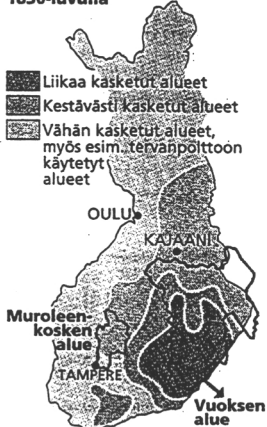 1830-luvulla
Liikaa kasketut alueet
Kestävästi kasketut alueet
Vähän kasketut alueet,
myös esim. tervanpolttoon
käytetyt
alueet
OULU
KAJAANI
Muroleen-
kosken
alue
TAMPERE
Vuoksen
alue